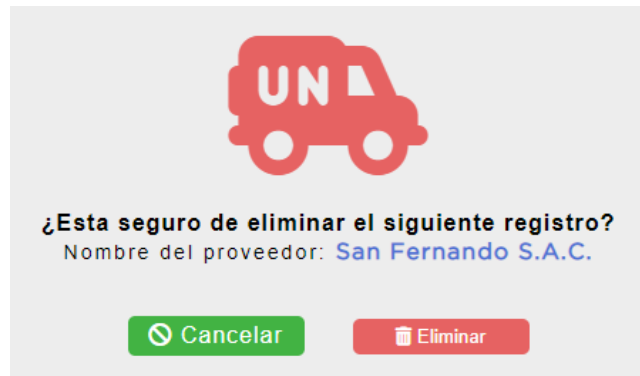 UN
¿Esta seguro de eliminar el siguiente registro?
Nombre del proveedor: San Fernando S.A.C.
Cancelar Eliminar